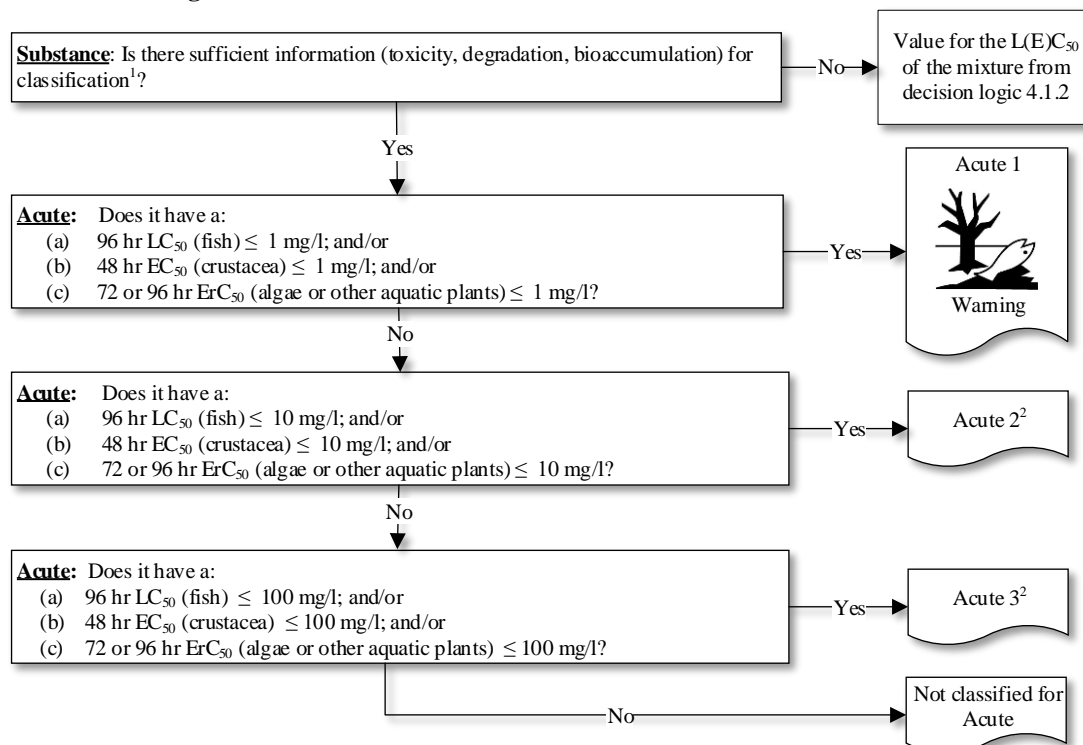 Substance: Is there sufficient information (toxicity, degradation, bioaccumulation) for
classification¹?
No
Value for the L(E)C₅₀
of the mixture from
decision logic 4.1.2
Yes
Acute: Does it have a:
(a) 96 hr LC₅₀ (fish) ≤ 1 mg/l; and/or
(b) 48 hr EC₅₀ (crustacea) ≤ 1 mg/l; and/or
(c) 72 or 96 hr ErC₅₀ (algae or other aquatic plants) ≤ 1 mg/l?
Yes
Acute 1
Warning
No
Acute: Does it have a:
(a) 96 hr LC₅₀ (fish) ≤ 10 mg/l; and/or
(b) 48 hr EC₅₀ (crustacea) ≤ 10 mg/l; and/or
(c) 72 or 96 hr ErC₅₀ (algae or other aquatic plants) ≤ 10 mg/l?
Yes
Acute 2²
No
Acute: Does it have a:
(a) 96 hr LC₅₀ (fish) ≤ 100 mg/l; and/or
(b) 48 hr EC₅₀ (crustacea) ≤ 100 mg/l; and/or
(c) 72 or 96 hr ErC₅₀ (algae or other aquatic plants) ≤ 100 mg/l?
Yes
Acute 3²
No
Not classified for
Acute